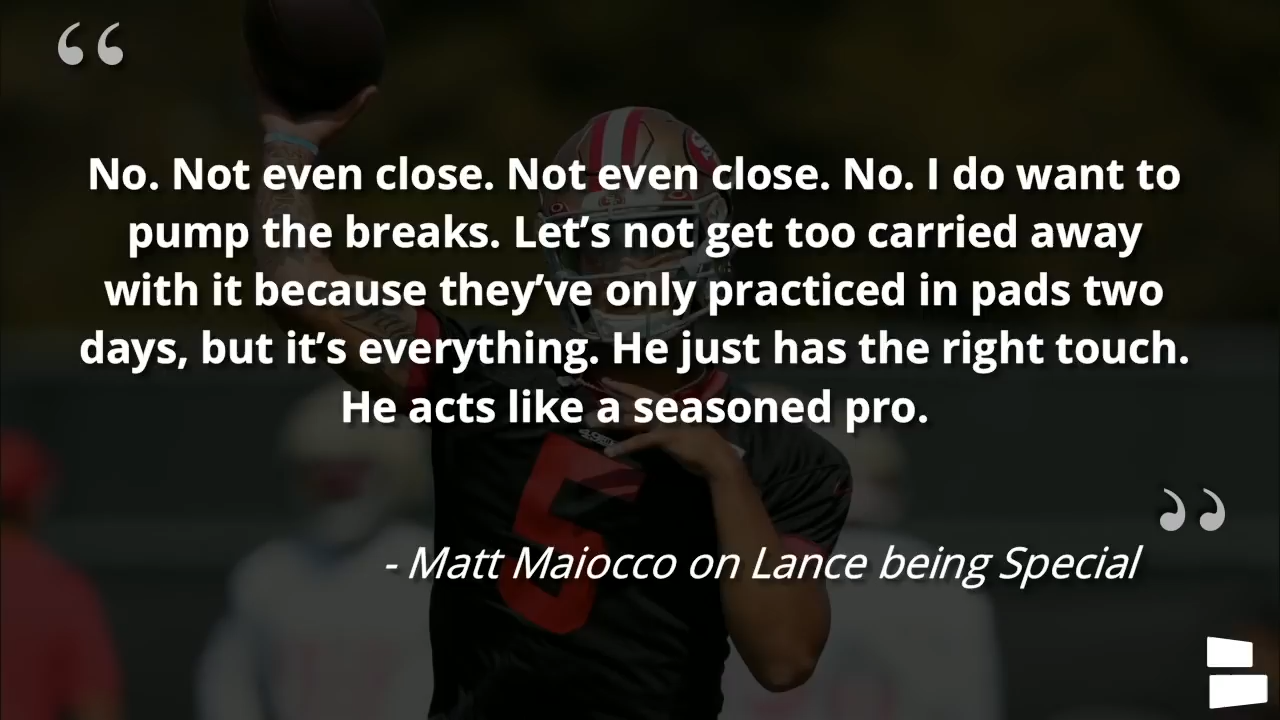 “
No. Not even close. Not even close. No. I do want to
pump the breaks. Let’s not get too carried away
with it because they’ve only practiced in pads two
days, but it’s everything. He just has the right touch.
He acts like a seasoned pro.
”
- Matt Maiocco on Lance being Special
49ERS
5